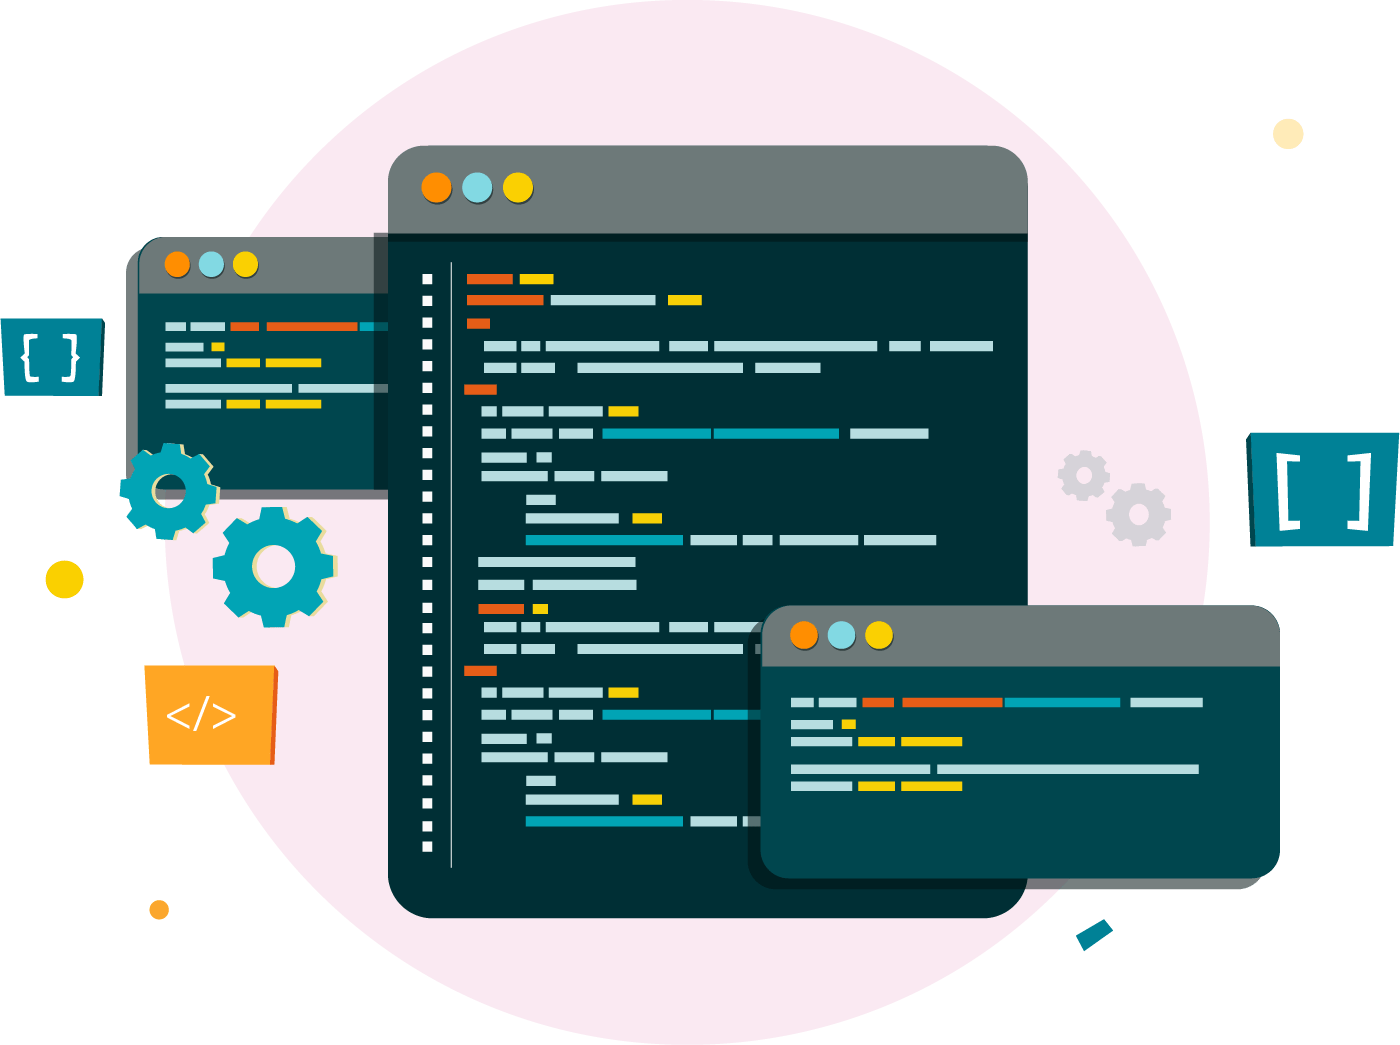 { }
[ ]
</>